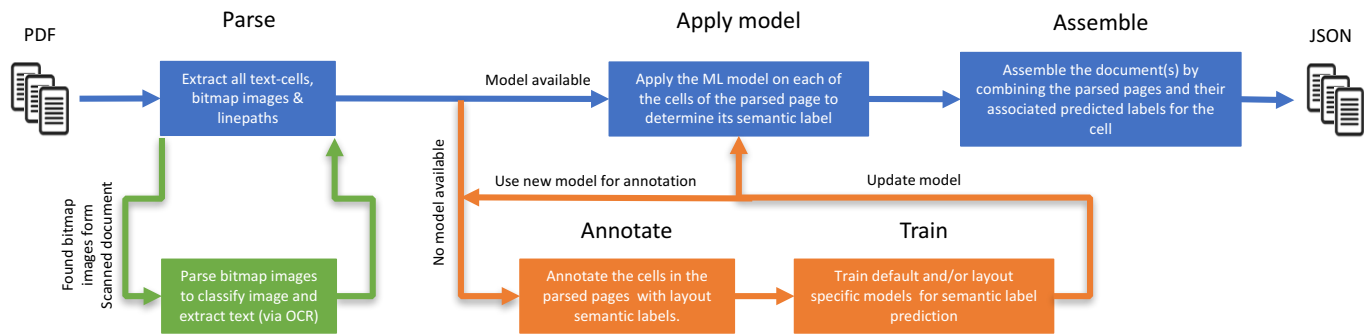 Parse
Apply model
Assemble
PDF
JSON
Extract all text-cells,
bitmap images &
linepaths
Model available
Apply the ML model on each of
the cells of the parsed page to
determine its semantic label
Assemble the document(s) by
combining the parsed pages and their
associated predicted labels for the
cell
Found bitmap
images form
Scanned document
No model available
Use new model for annotation
Update model
Annotate
Train
Parse bitmap images
to classify image and
extract text (via OCR)
Annotate the cells in the
parsed pages with layout
semantic labels.
Train default and/or layout
specific models for semantic label
prediction